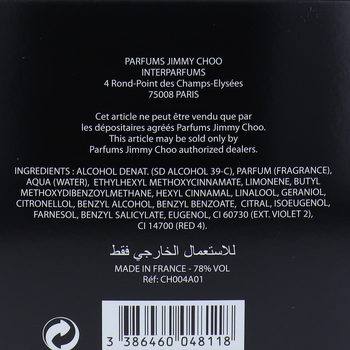 PARFUMS JIMMY CHOO
INTERPARFUMS
4 Rond-Point des Champs-Elysées
75008 PARIS
Cet article ne peut être vendu que par
les dépositaires agréés Parfums Jimmy Choo.
This article may be sold only by
Parfums Jimmy Choo authorized dealers.
INGREDIENTS : ALCOHOL DENAT. (SD ALCOHOL 39-C), PARFUM (FRAGRANCE),
AQUA (WATER), ETHYLHEXYL METHOXYCINNAMATE, LIMONENE, BUTYL
METHOXYDIBENZOYLMETHANE, HEXYL CINNAMAL, LINALOOL, GERANIOL,
CITRONELLOL, BENZYL ALCOHOL, BENZYL BENZOATE, CITRAL, ISOEUGENOL,
FARNESOL, BENZYL SALICYLATE, EUGENOL, CI 60730 (EXT. VIOLET 2),
CI 14700 (RED 4).
للاستعمال الخارجي فقط
MADE IN FRANCE - 78% VOL
Réf: CH004A01
3 386460 048118